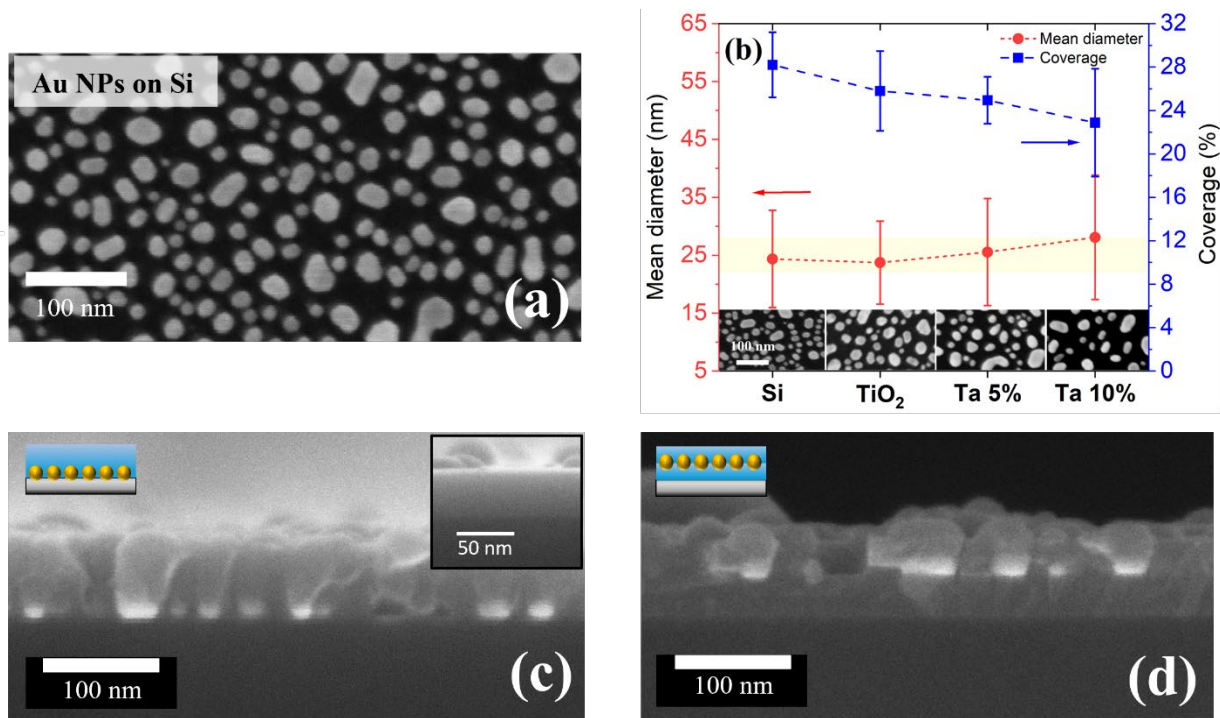 Au NPs on Si
100 nm
(a)
(b)
Mean diameter
Coverage
Mean diameter (nm)
65
55
45
35
25
15
5
Coverage (%)
32
28
24
20
16
12
8
4
0
100 nm
Si
TiO₂
Ta 5%
Ta 10%
50 nm
100 nm
(c)
100 nm
(d)